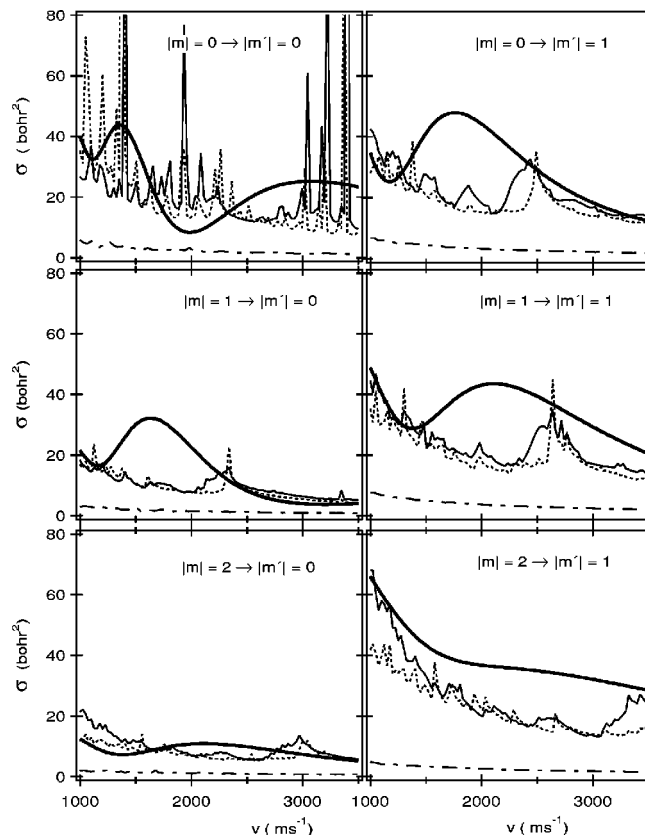 80
60
40
20
0
σ ( bohr²)
|m| = 0 → |m´| = 0
|m| = 0 → |m´| = 1
80
60
40
20
0
σ (bohr²)
|m| = 1 → |m´| = 0
|m| = 1 → |m´| = 1
80
60
40
20
0
σ ( bohr²)
|m| = 2 → |m´| = 0
|m| = 2 → |m´| = 1
1000 2000 3000 1000 2000 3000
v ( ms⁻¹) v ( ms⁻¹)